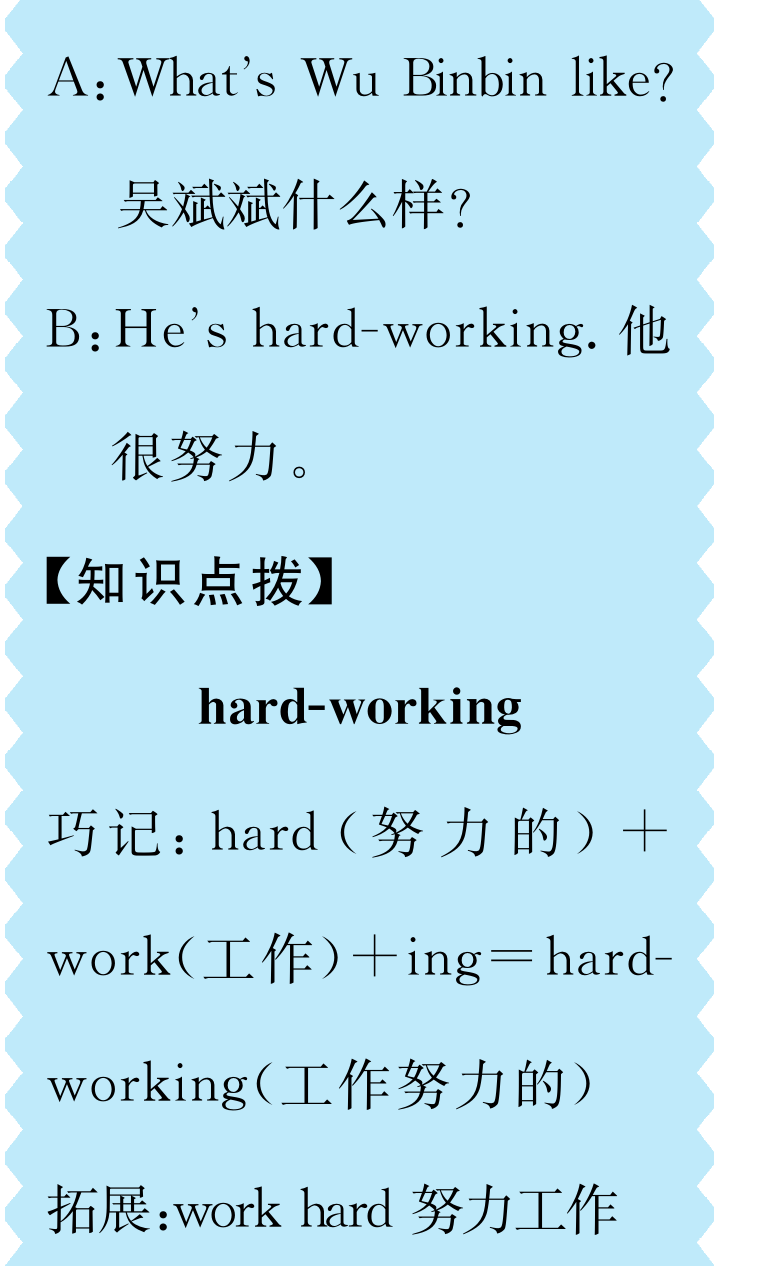 A:What's Wu Binbin like?
吴斌斌什么样?
B:He's hard-working. 他
很努力。
【知识点拨】
hard-working
巧记: hard (努力的)+
work(工作)+ing=hard-
working(工作努力的)
拓展:work hard 努力工作